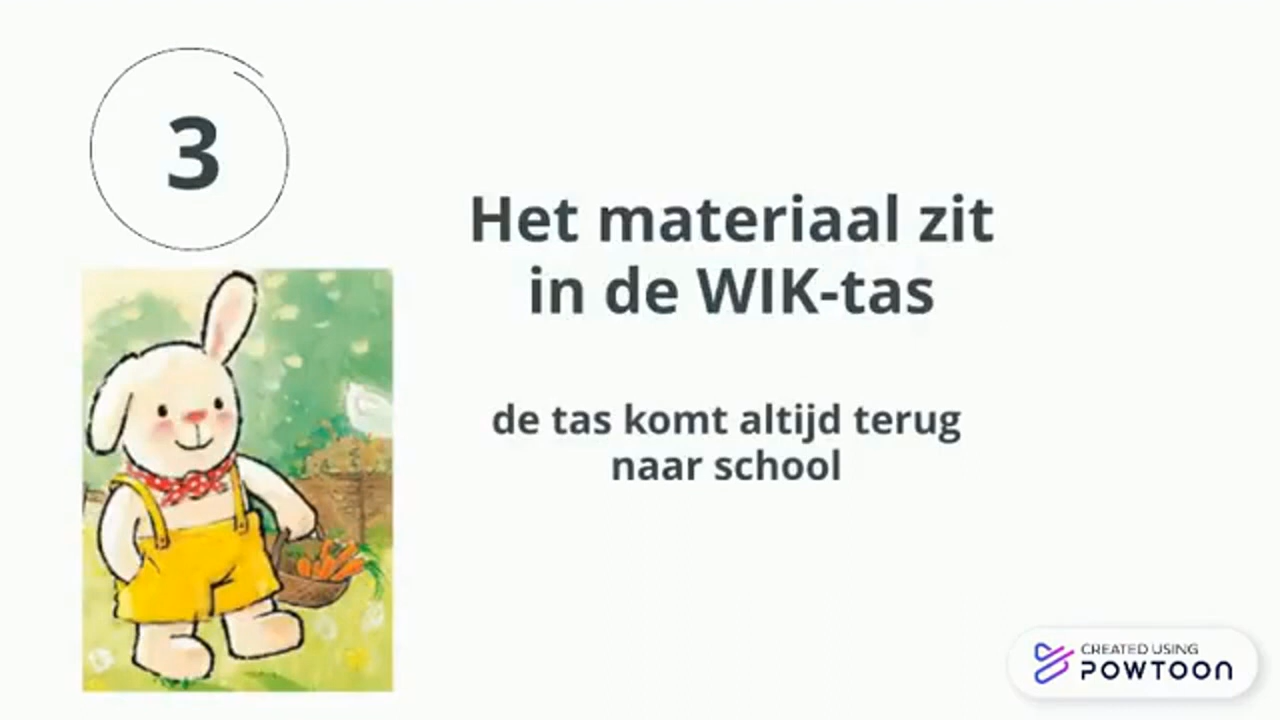 3
Het materiaal zit
in de WIK-tas
de tas komt altijd terug
naar school
CREATED USING
POWTOON